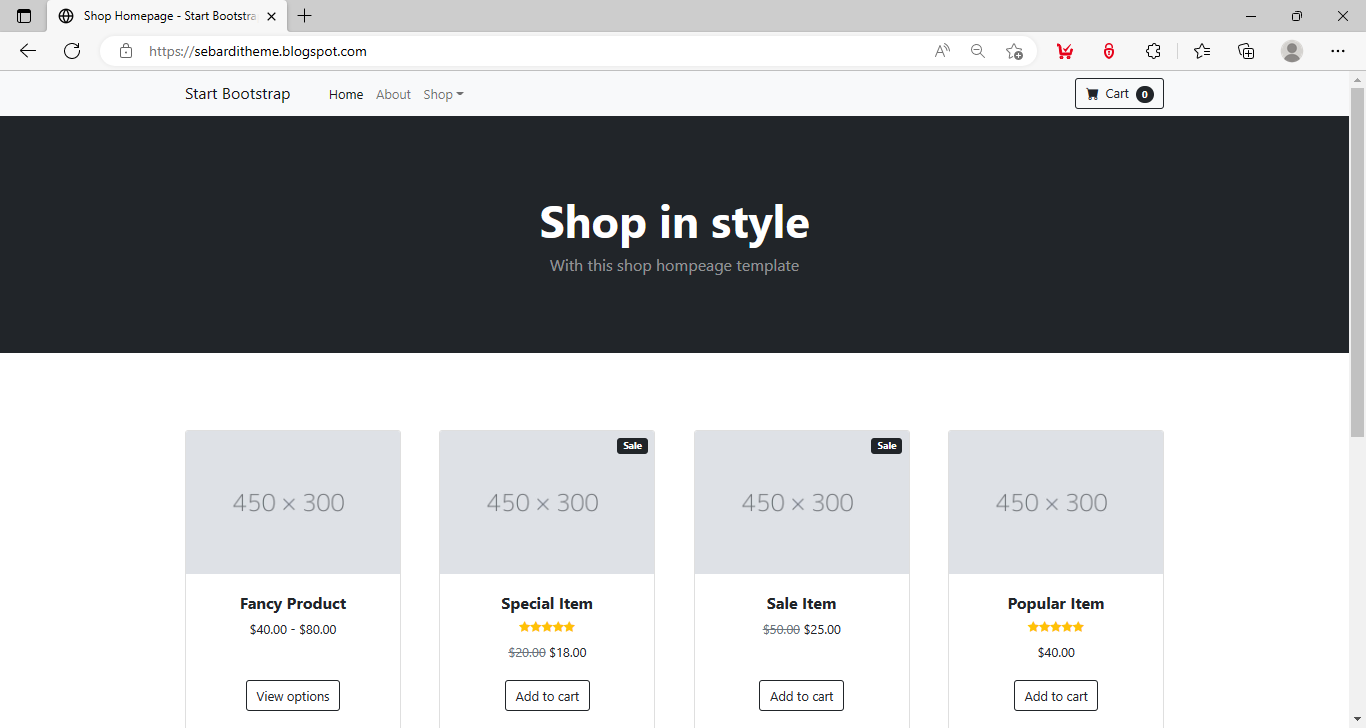 Shop Homepage - Start Bootstra
https://sebarditheme.blogspot.com
Start Bootstrap Home About Shop Cart 0
Shop in style
With this shop hompeage template
Sale Sale
450 × 300 450 × 300 450 × 300 450 × 300
Fancy Product Special Item Sale Item Popular Item
$40.00 - $80.00 $50.00 $25.00
$20.00 $18.00 $40.00
View options Add to cart Add to cart Add to cart